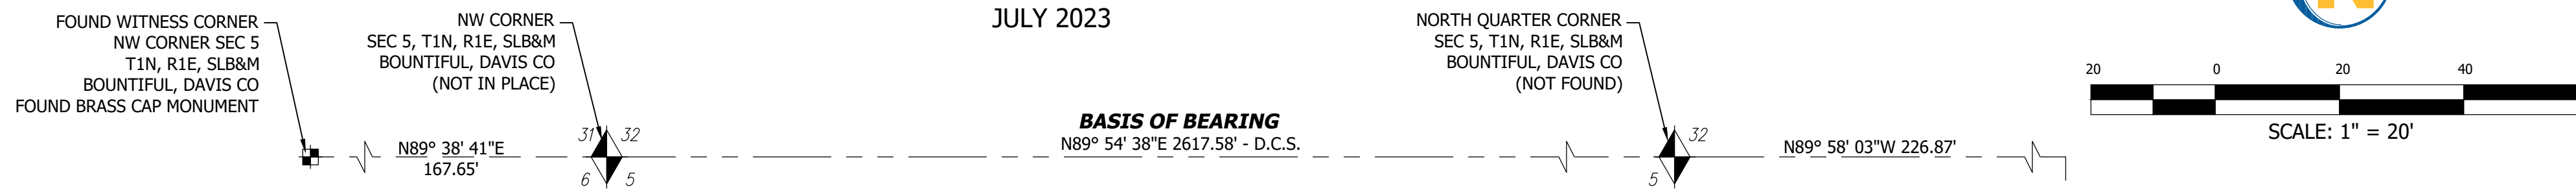 FOUND WITNESS CORNER
NW CORNER SEC 5
T1N, R1E, SLB&M
BOUNTIFUL, DAVIS CO
FOUND BRASS CAP MONUMENT
NW CORNER
SEC 5, T1N, R1E, SLB&M
BOUNTIFUL, DAVIS CO
(NOT IN PLACE)
JULY 2023
NORTH QUARTER CORNER
SEC 5, T1N, R1E, SLB&M
BOUNTIFUL, DAVIS CO
(NOT FOUND)
20 0 20 40
SCALE: 1" = 20'
N89° 38' 41"E
167.65'
31 32
6 5
BASIS OF BEARING
N89° 54' 38"E 2617.58' - D.C.S.
32
5
N89° 58' 03"W 226.87'